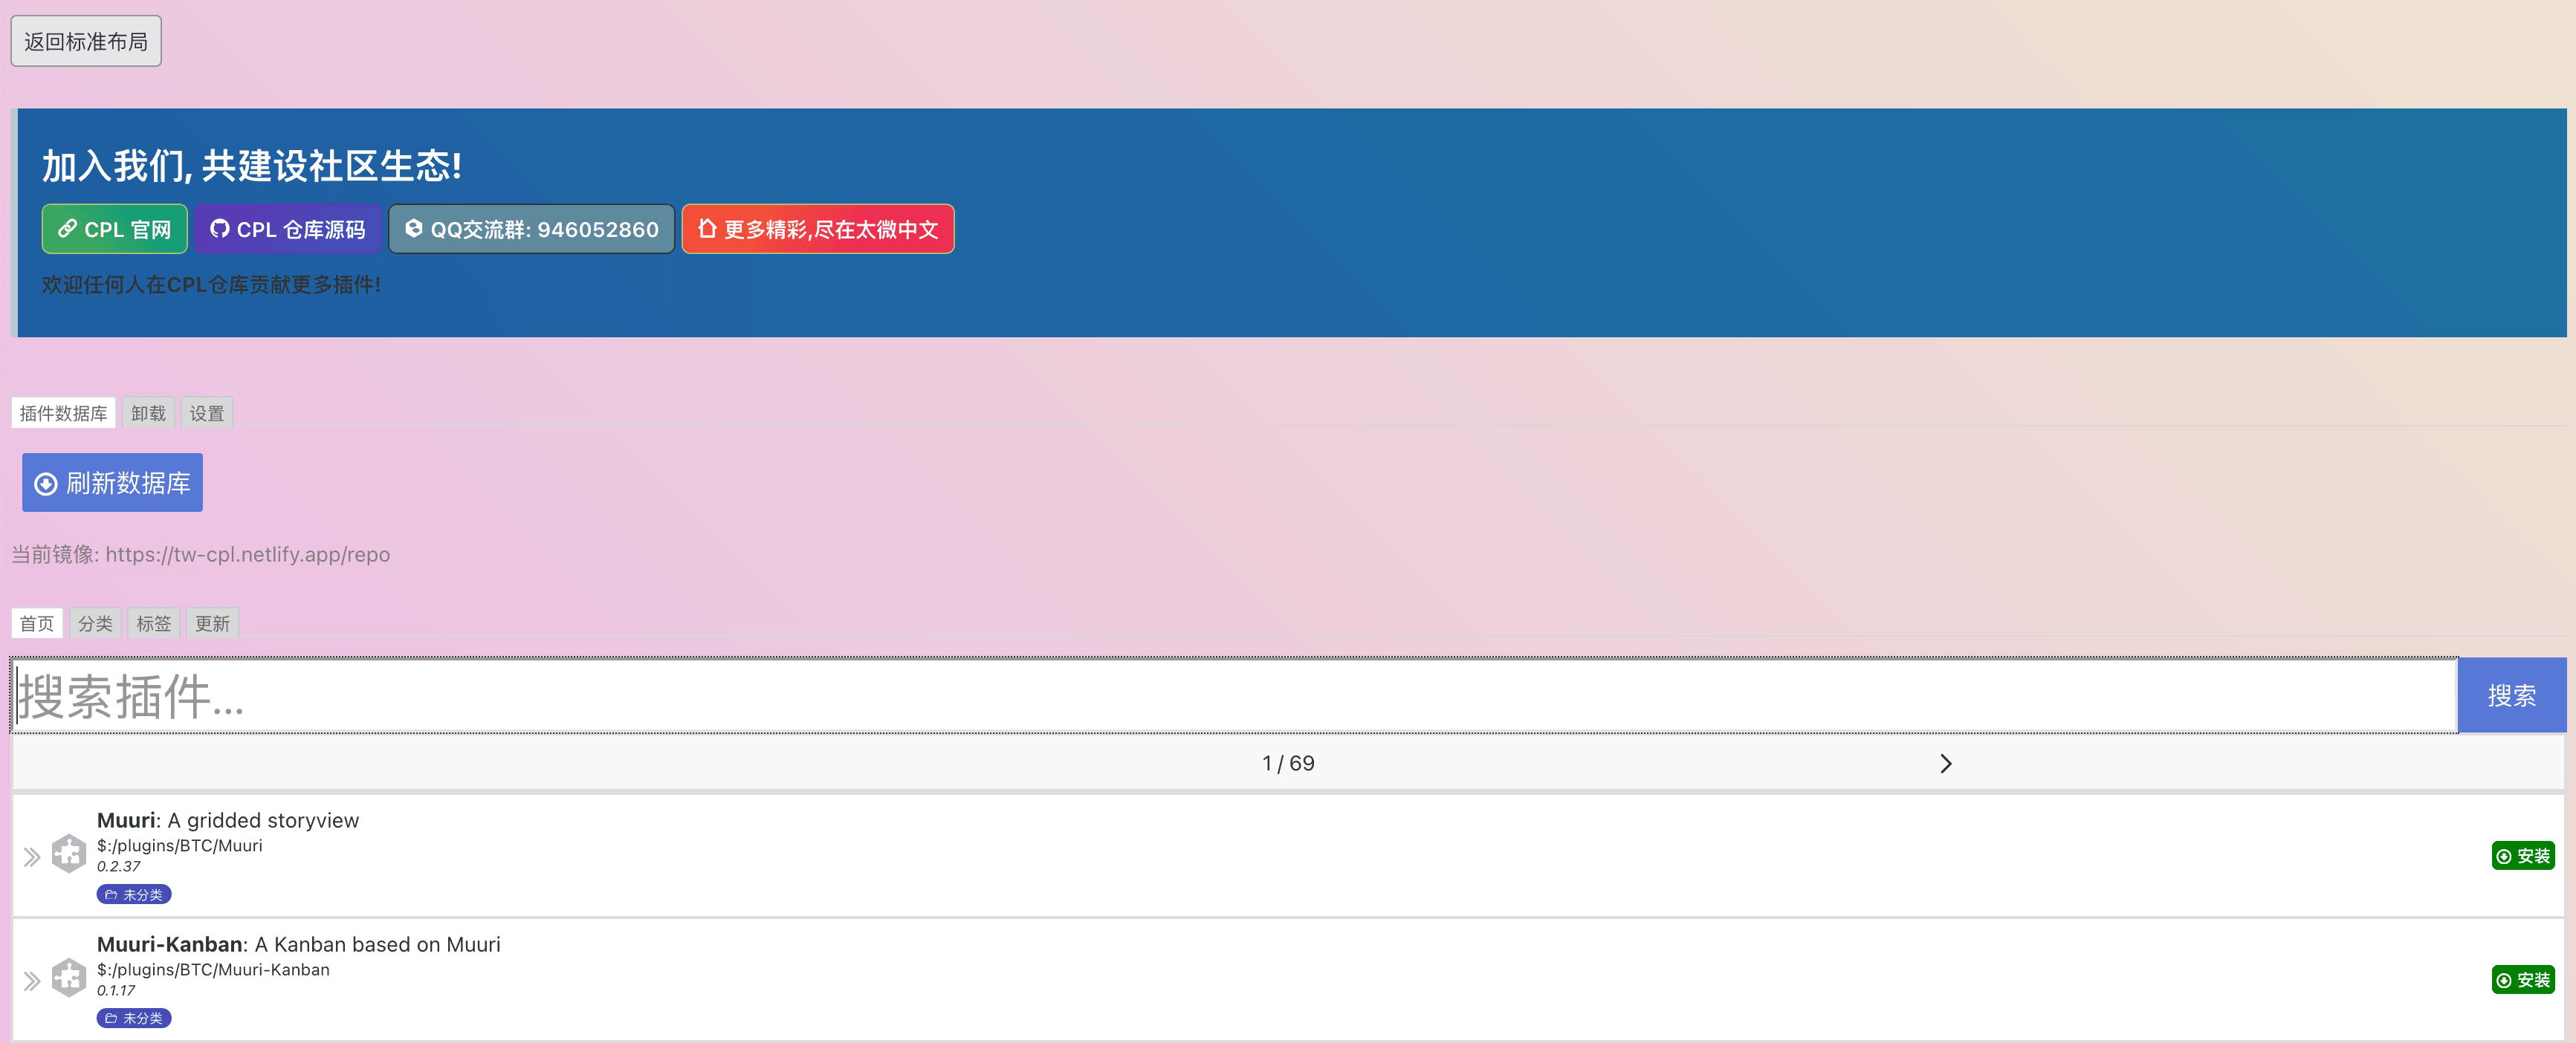 返回标准布局
加入我们, 共建设社区生态!
CPL 官网 CPL 仓库源码 QQ交流群: 946052860 更多精彩,尽在太微中文
欢迎任何人在CPL仓库贡献更多插件!
插件数据库 卸载 设置
刷新数据库
当前镜像: https://tw-cpl.netlify.app/repo
首页 分类 标签 更新
搜索插件... 搜索
1 / 69
Muuri: A gridded storyview
$:/plugins/BTC/Muuri
0.2.37
未分类
安装
Muuri-Kanban: A Kanban based on Muuri
$:/plugins/BTC/Muuri-Kanban
0.1.17
未分类
安装